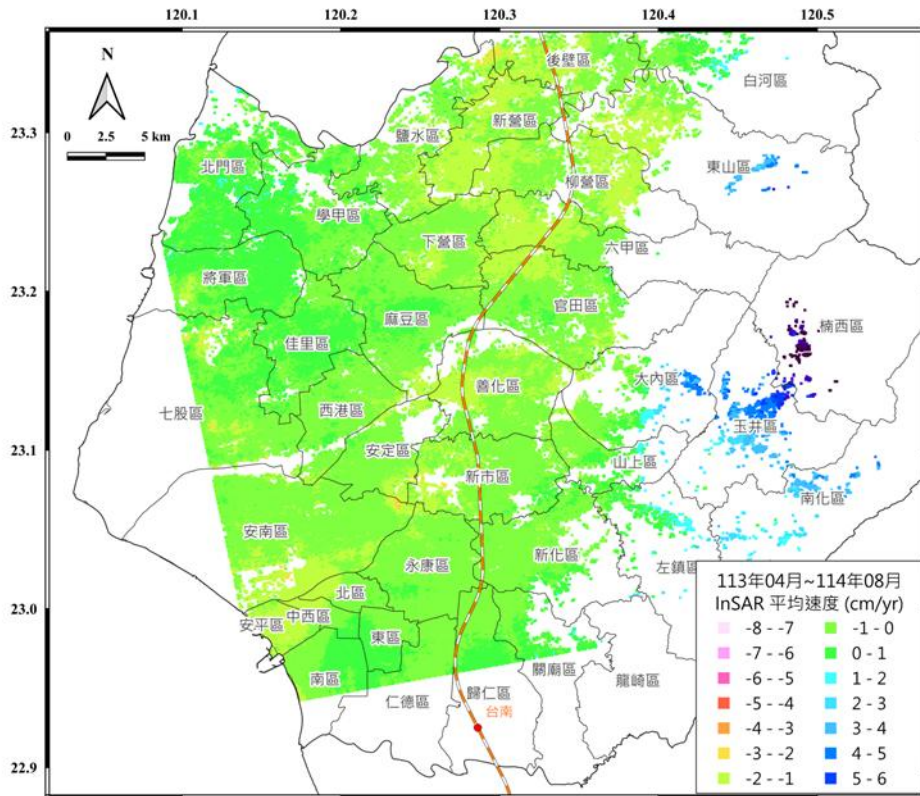 120.1 120.2 120.3 120.4 120.5
N
0 2.5 5 km
23.3
23.2
23.1
23.0
22.9
後壁區
白河區
新營區
鹽水區
東山區
北門區
柳營區
學甲區
下營區
六甲區
將軍區
官田區
麻豆區
楠西區
佳里區
大內區
善化區
七股區
西港區
玉井區
安定區
山上區
新市區
南化區
安南區
新化區
永康區
左鎮區
北區
中西區
安平區
東區
關廟區
龍崎區
南區
歸仁區
仁德區
台南
113年04月~114年08月
InSAR 平均速度 (cm/yr)
-8 - -7 -1 - 0
-7 - -6 0 - 1
-6 - -5 1 - 2
-5 - -4 2 - 3
-4 - -3 3 - 4
-3 - -2 4 - 5
-2 - -1 5 - 6